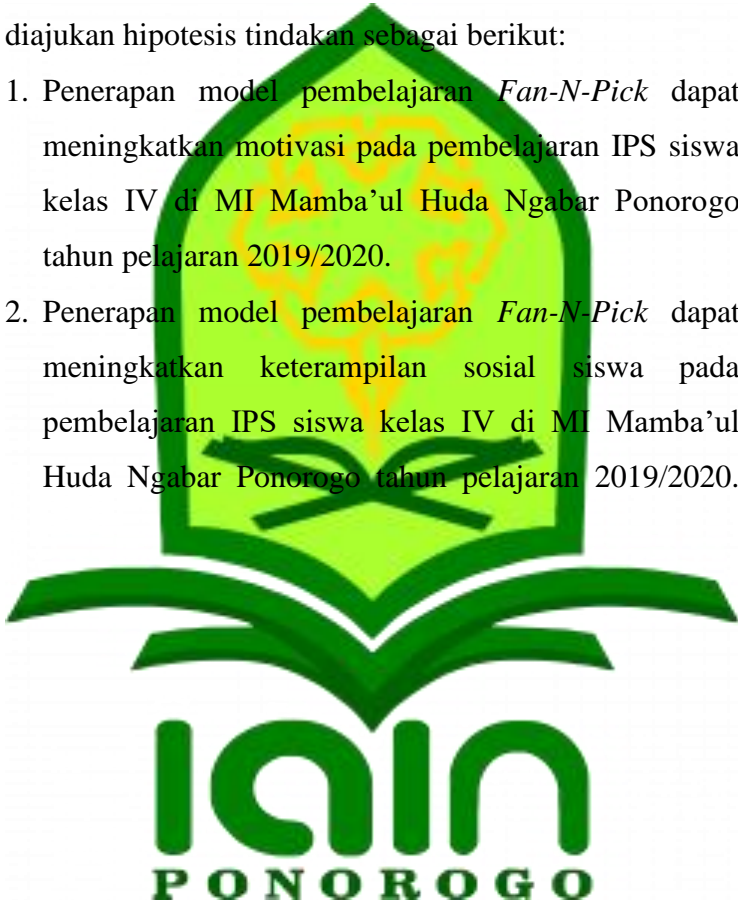 diajukan hipotesis tindakan sebagai berikut:
1. Penerapan model pembelajaran Fan-N-Pick dapat
meningkatkan motivasi pada pembelajaran IPS siswa
kelas IV di MI Mamba’ul Huda Ngabar Ponorogo
tahun pelajaran 2019/2020.
2. Penerapan model pembelajaran Fan-N-Pick dapat
meningkatkan keterampilan sosial siswa pada
pembelajaran IPS siswa kelas IV di MI Mamba’ul
Huda Ngabar Ponorogo tahun pelajaran 2019/2020.
IAIN
PONOROGO